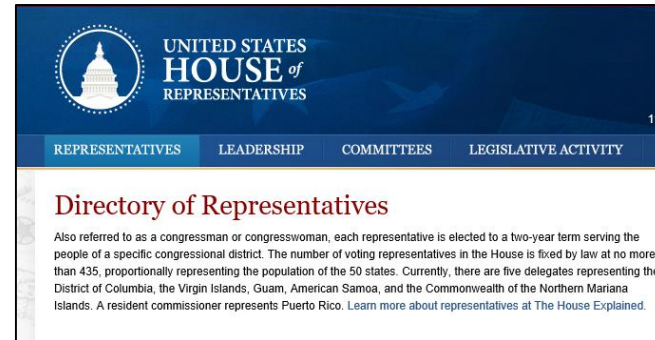 UNITED STATES
HOUSE of
REPRESENTATIVES
1
REPRESENTATIVES LEADERSHIP COMMITTEES LEGISLATIVE ACTIVITY
Directory of Representatives
Also referred to as a congressman or congresswoman, each representative is elected to a two-year term serving the
people of a specific congressional district. The number of voting representatives in the House is fixed by law at no more
than 435, proportionally representing the population of the 50 states. Currently, there are five delegates representing the
District of Columbia, the Virgin Islands, Guam, American Samoa, and the Commonwealth of the Northern Mariana
Islands. A resident commissioner represents Puerto Rico. Learn more about representatives at The House Explained.